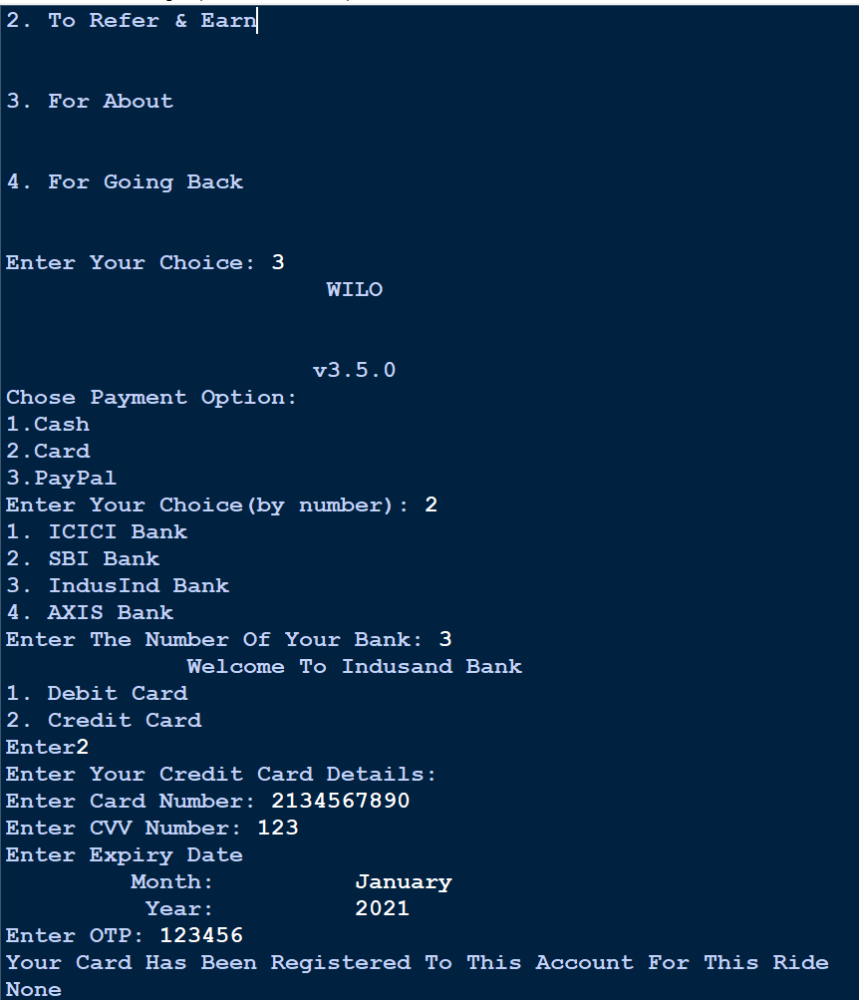 2. To Refer & Earn
3. For About
4. For Going Back
Enter Your Choice: 3
WILO
v3.5.0
Chose Payment Option:
1.Cash
2.Card
3.PayPal
Enter Your Choice(by number): 2
1. ICICI Bank
2. SBI Bank
3. IndusInd Bank
4. AXIS Bank
Enter The Number Of Your Bank: 3
Welcome To Indusand Bank
1. Debit Card
2. Credit Card
Enter2
Enter Your Credit Card Details:
Enter Card Number: 2134567890
Enter CVV Number: 123
Enter Expiry Date
Month: January
Year: 2021
Enter OTP: 123456
Your Card Has Been Registered To This Account For This Ride
None